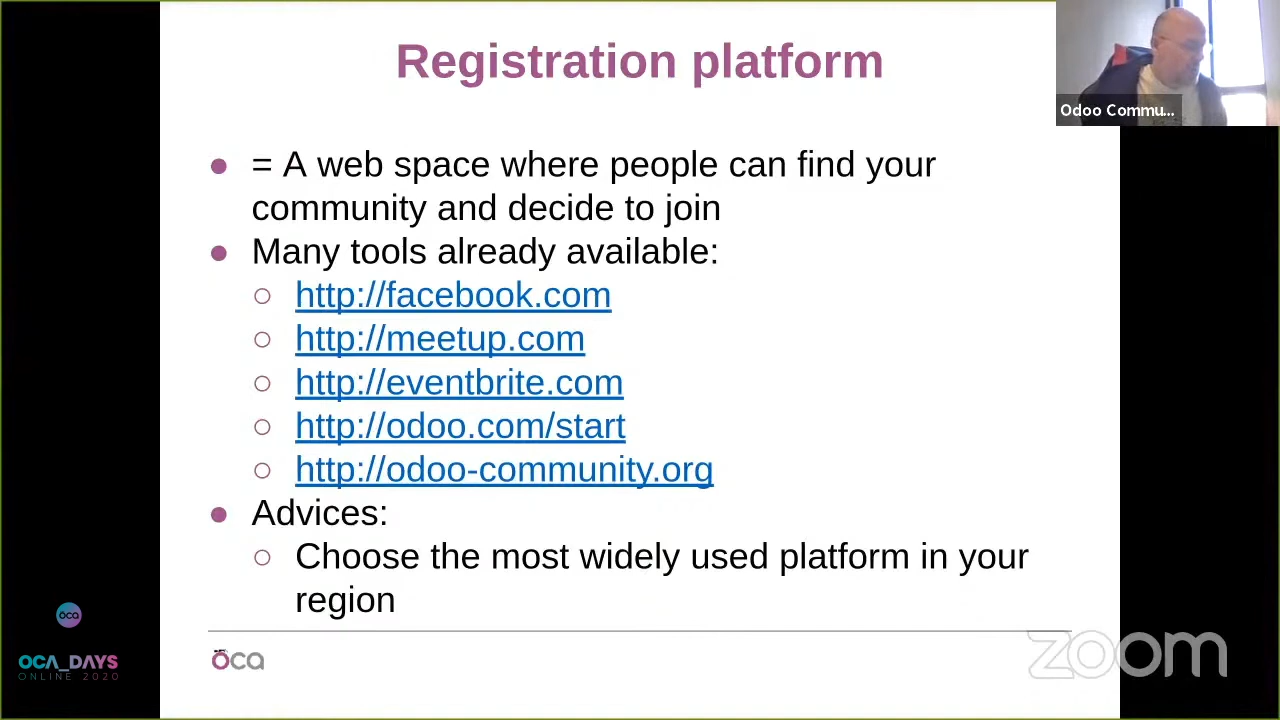 Registration platform
Odoo Commu...
● = A web space where people can find your
community and decide to join
● Many tools already available:
○ http://facebook.com
○ http://meetup.com
○ http://eventbrite.com
○ http://odoo.com/start
○ http://odoo-community.org
● Advices:
○ Choose the most widely used platform in your
region
oca
OCA_DAYS
ONLINE 2020
oca
zoom